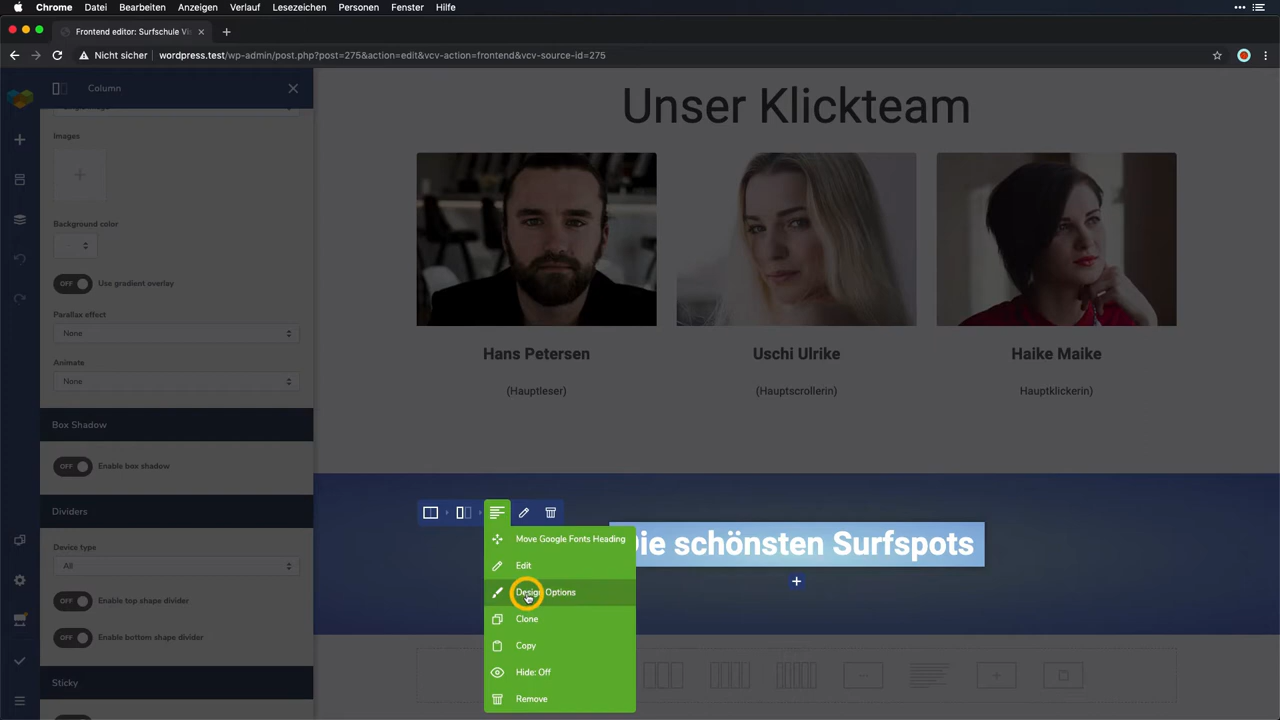 Chrome Datei Bearbeiten Anzeigen Verlauf Lesezeichen Personen Fenster Hilfe
Frontend editor: Surfschule
Nicht sicher wordpress.test/wp-admin/post.php?post=275&action=edit&vcv-action=frontend&vcv-source-id=275
Column
Images
Background color
OFF Use gradient overlay
Parallax effect
None
Animate
None
Box Shadow
OFF Enable box shadow
Dividers
Device type
All
OFF Enable top shape divider
OFF Enable bottom shape divider
Sticky
Unser Klickteam
Hans Petersen
Uschi Ulrike
Haike Maike
(Hauptleser)
(Hauptscrollerin)
Hauptklickerin)
Die schönsten Surfspots
Move Google Fonts Heading
Edit
Design Options
Clone
Copy
Hide: Off
Remove